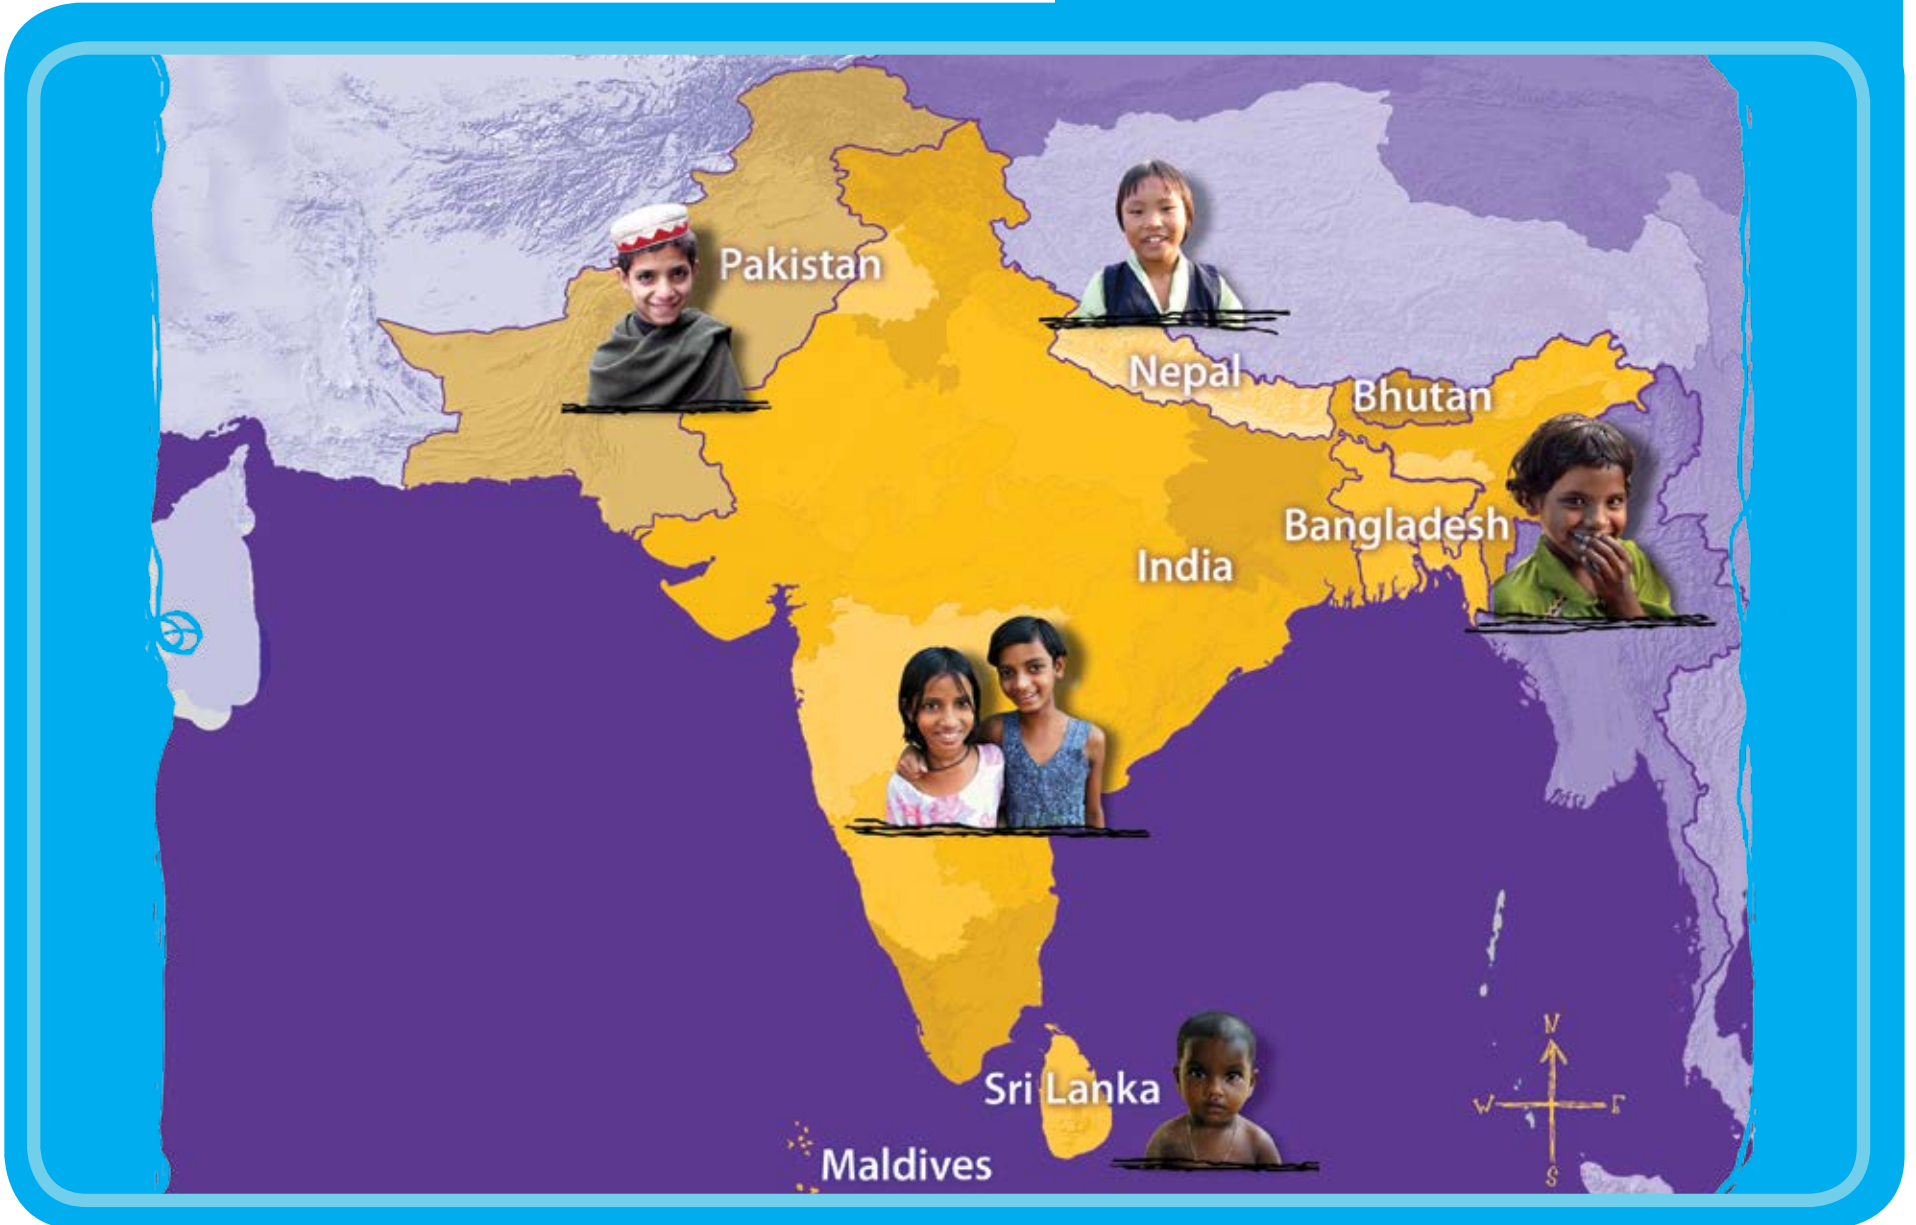 Pakistan
Nepal
Bhutan
Bangladesh
India
Sri Lanka
Maldives
N
W
E
S